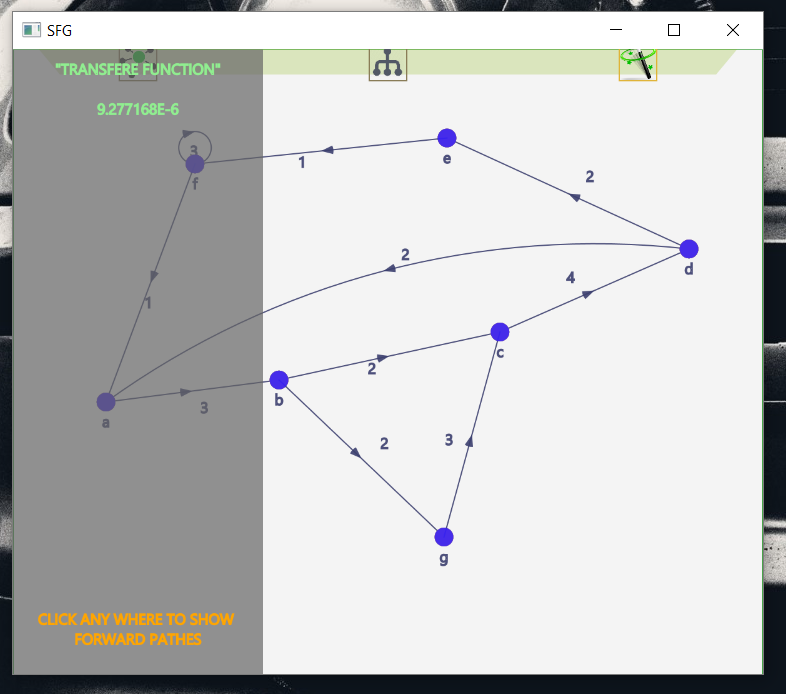 SFG
"TRANSFERE FUNCTION"
9.277168E-6
3
f
1
e
2
2
d
4
1
2
c
a
3
b
2
3
g
CLICK ANY WHERE TO SHOW
FORWARD PATHES